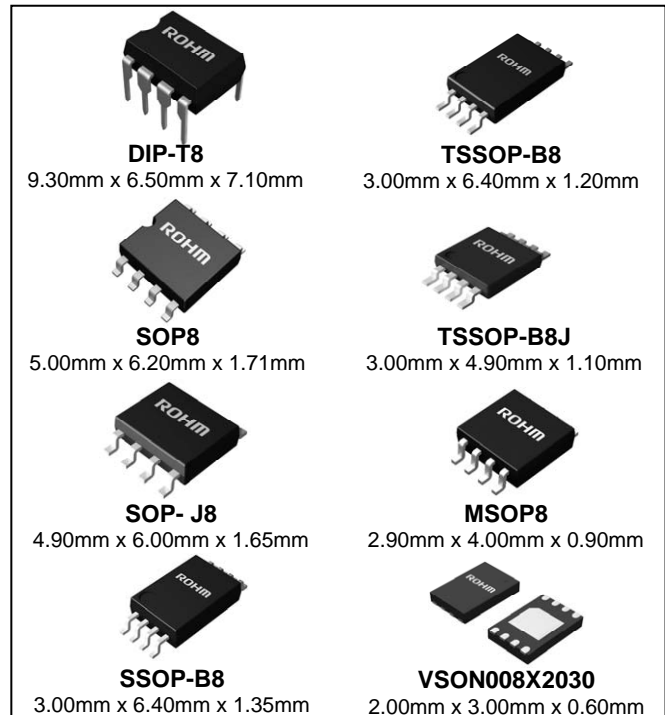 ROHM
DIP-T8
9.30mm x 6.50mm x 7.10mm
ROHM
TSSOP-B8
3.00mm x 6.40mm x 1.20mm
ROHM
SOP8
5.00mm x 6.20mm x 1.71mm
ROHM
TSSOP-B8J
3.00mm x 4.90mm x 1.10mm
ROHM
SOP- J8
4.90mm x 6.00mm x 1.65mm
ROHM
MSOP8
2.90mm x 4.00mm x 0.90mm
ROHM
SSOP-B8
3.00mm x 6.40mm x 1.35mm
ROHM
VSON008X2030
2.00mm x 3.00mm x 0.60mm